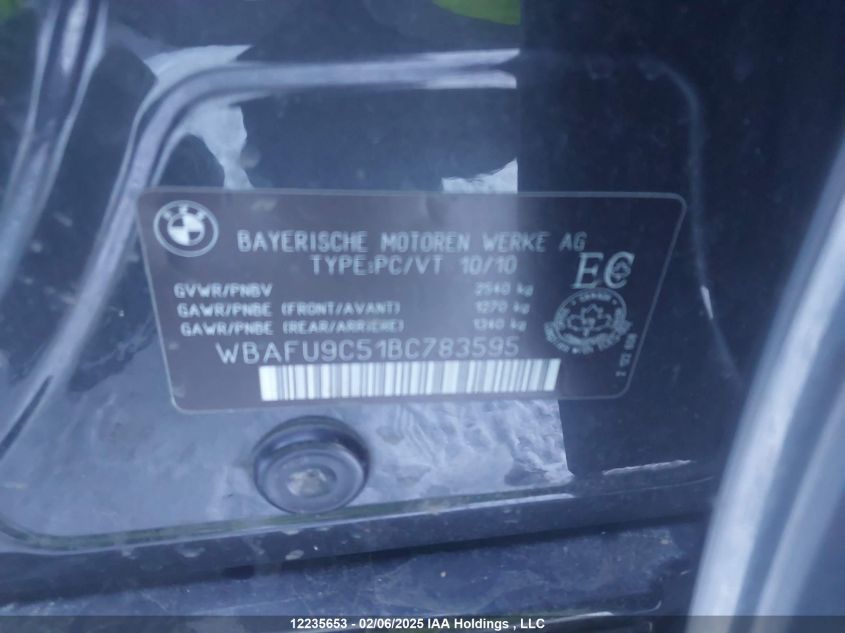 BMW
BAYERISCHE MOTOREN WERKE AG
TYPE:PC/VT 10/10
EC
GVWR/PNBV 2540 kg
GAWR/PNBE (FRONT/AVANT) 1270 kg
GAWR/PNBE (REAR/ARRIERE) 1340 kg
WBAFU9C51BC783595
12235653 - 02/06/2025 IAA Holdings , LLC